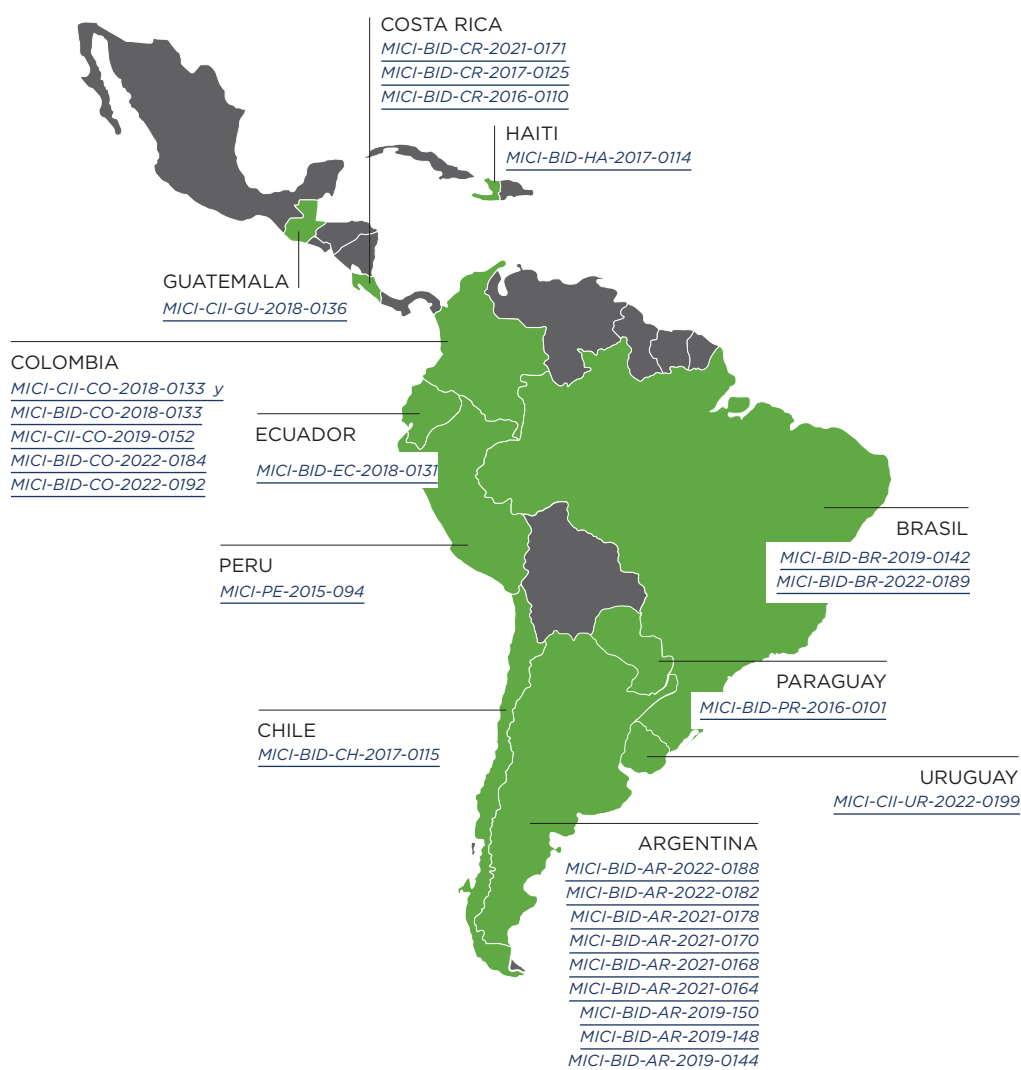 COSTA RICA
MICI-BID-CR-2021-0171
MICI-BID-CR-2017-0125
MICI-BID-CR-2016-0110
HAITI
MICI-BID-HA-2017-0114
GUATEMALA
MICI-CII-GU-2018-0136
COLOMBIA
MICI-CII-CO-2018-0133 y
MICI-BID-CO-2018-0133
MICI-CII-CO-2019-0152
MICI-BID-CO-2022-0184
MICI-BID-CO-2022-0192
ECUADOR
MICI-BID-EC-2018-0131
BRASIL
MICI-BID-BR-2019-0142
MICI-BID-BR-2022-0189
PERU
MICI-PE-2015-094
PARAGUAY
MICI-BID-PR-2016-0101
CHILE
MICI-BID-CH-2017-0115
URUGUAY
MICI-CII-UR-2022-0199
ARGENTINA
MICI-BID-AR-2022-0188
MICI-BID-AR-2022-0182
MICI-BID-AR-2021-0178
MICI-BID-AR-2021-0170
MICI-BID-AR-2021-0168
MICI-BID-AR-2021-0164
MICI-BID-AR-2019-150
MICI-BID-AR-2019-148
MICI-BID-AR-2019-0144